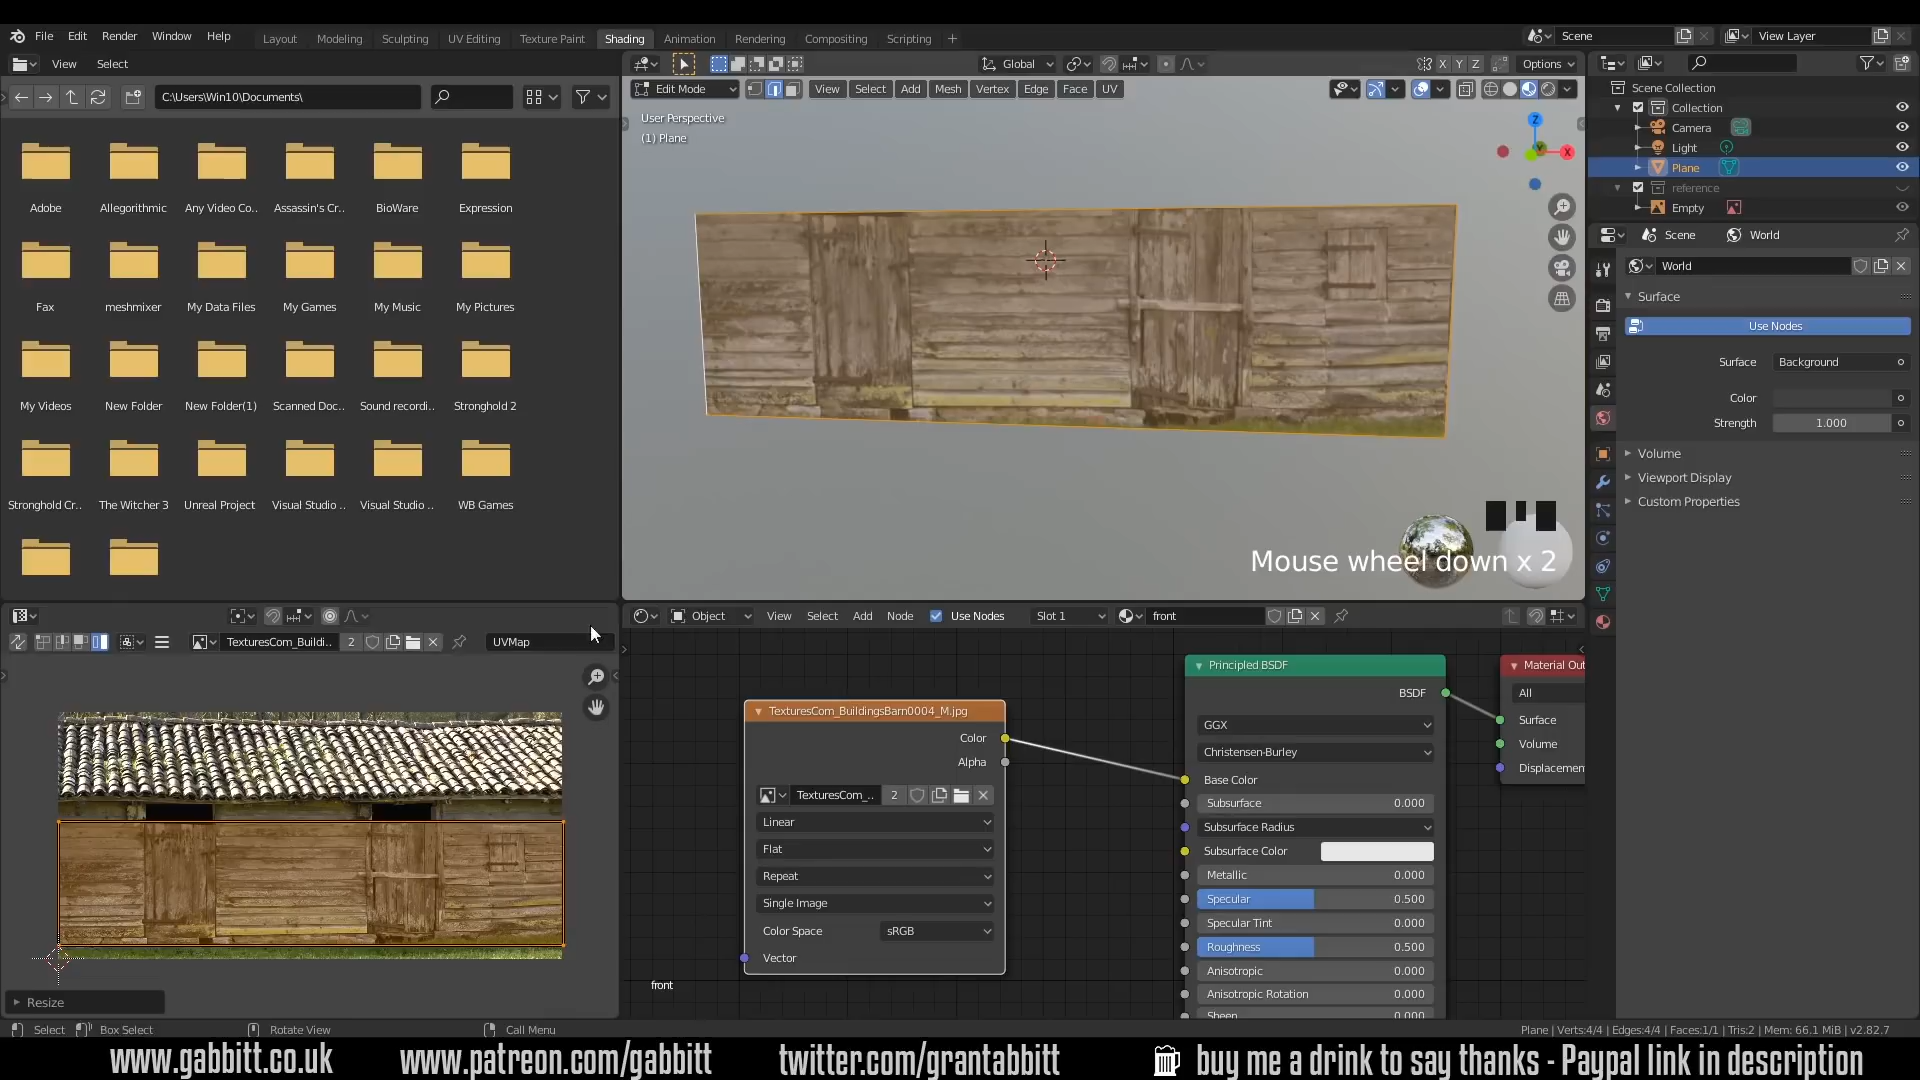 File Edit Render Window Help Layout Modeling Sculpting UV Editing Texture Paint Shading Animation Rendering Compositing Scripting + Scene View Layer
View Select Global X Y Z Options
C:\Users\Win10\Documents\ Edit Mode View Select Add Mesh Vertex Edge Face UV Scene Collection
Collection
User Perspective
(1) Plane
Z
X
Camera
Light
Plane
reference
Empty
Adobe Allegorithmic Any Video Co.. Assassin's Cr.. BioWare Expression
Scene World
World
Surface
Use Nodes
Fax meshmixer My Data Files My Games My Music My Pictures
Surface Background
Color
Strength 1.000
My Videos New Folder New Folder(1) Scanned Doc.. Sound recordi.. Stronghold 2
Volume
Viewport Display
Custom Properties
Stronghold Cr.. The Witcher 3 Unreal Project Visual Studio .. Visual Studio .. WB Games
Mouse wheel down x 2
Object View Select Add Node Use Nodes Slot 1 front
TexturesCom_Buildi.. 2 UVMap
TexturesCom_BuildingsBarn0004_M.jpg
Color
Alpha
TexturesCom_.. 2
Linear
Flat
Repeat
Single Image
Color Space sRGB
Vector
front
Principled BSDF
BSDF
GGX
Christensen-Burley
Base Color
Subsurface 0.000
Subsurface Radius
Subsurface Color
Metallic 0.000
Specular 0.500
Specular Tint 0.000
Roughness 0.500
Anisotropic 0.000
Anisotropic Rotation 0.000
Sheen 0.000
Material Out
All
Surface
Volume
Displacemen
Resize
Select Box Select Rotate View Call Menu Plane | Verts:4/4 | Edges:4/4 | Faces:1/1 | Tris:2 | Mem: 66.1 MiB | v2.82.7
www.gabbitt.co.uk www.patreon.com/gabbitt twitter.com/grantabbitt buy me a drink to say thanks - Paypal link in description